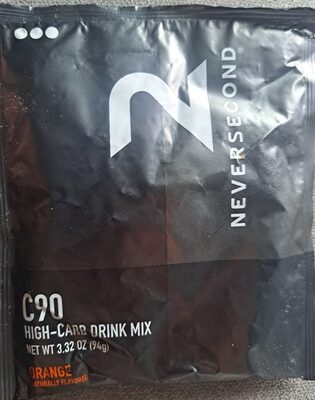 NEVERSECOND®
C90
HIGH-CARB DRINK MIX
NET WT 3.32 OZ (94g)
ORANGE
NATURALLY FLAVORED